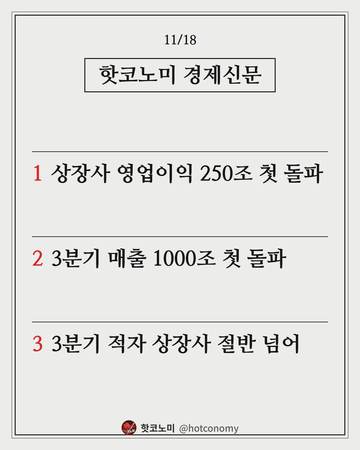 11/18
핫코노미 경제신문
1 상장사 영업이익 250조 첫 돌파
2 3분기 매출 1000조 첫 돌파
3 3분기 적자 상장사 절반 넘어
핫코노미 @hotconomy